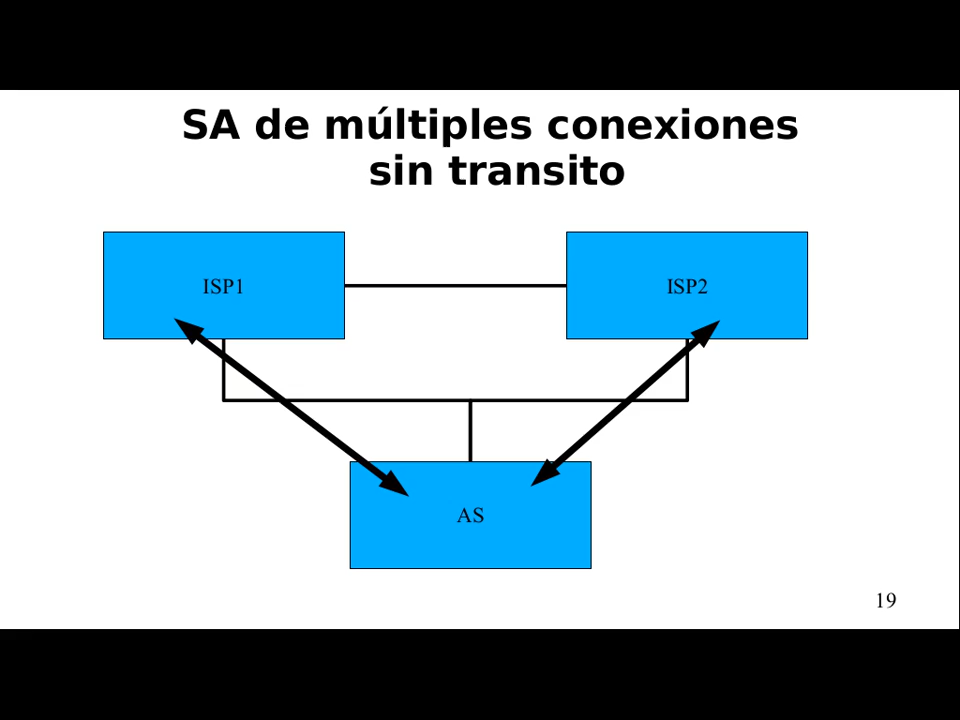 SA de múltiples conexiones
sin transito
ISP1
ISP2
AS
19